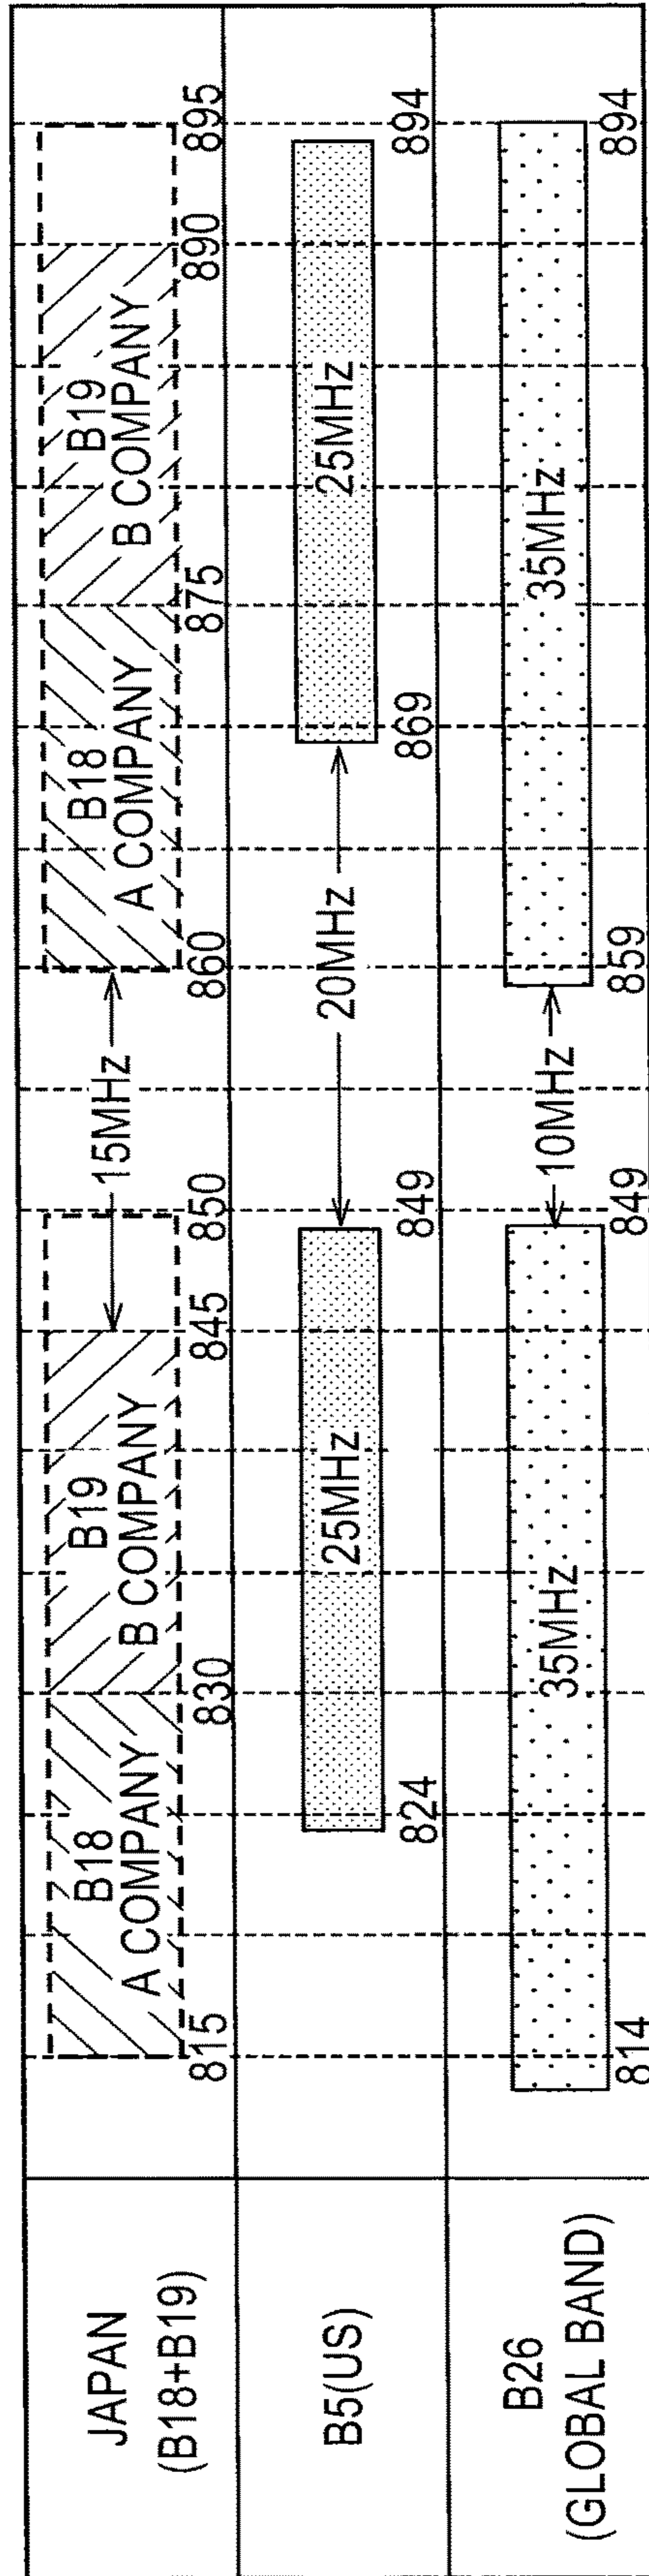 JAPAN
(B18+B19)
B18
A COMPANY
B19
B COMPANY
15MHz
B18
A COMPANY
B19
B COMPANY
815
830
845
850
860
875
890
895
B5(US)
25MHz
20MHz
25MHz
824
849
869
894
B26
(GLOBAL BAND)
35MHz
10MHz
35MHz
814
849
859
894